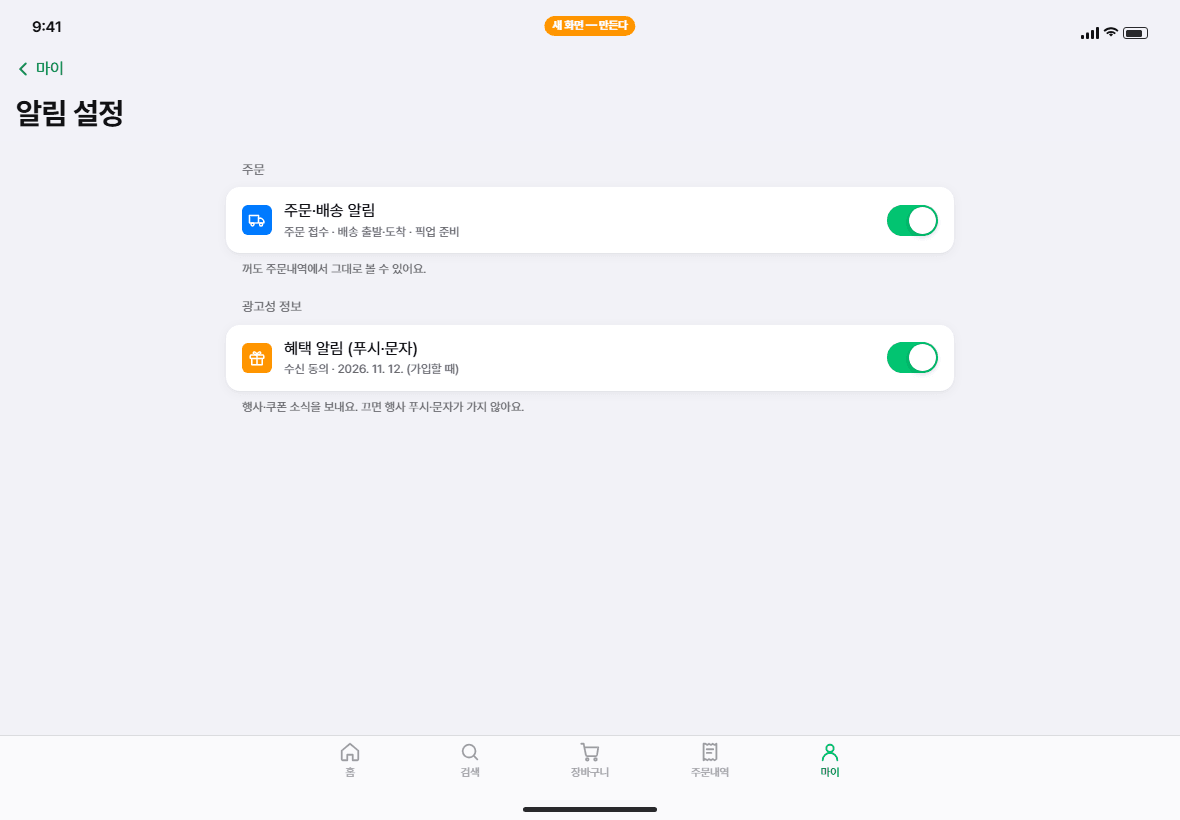 9:41
새 화면 — 만든다
마이
알림 설정
주문
주문·배송 알림
주문 접수 · 배송 출발·도착 · 픽업 준비
꺼도 주문내역에서 그대로 볼 수 있어요.
광고성 정보
혜택 알림 (푸시·문자)
수신 동의 · 2026. 11. 12. (가입할 때)
행사·쿠폰 소식을 보내요. 끄면 행사 푸시·문자가 가지 않아요.
홈
검색
장바구니
주문내역
마이